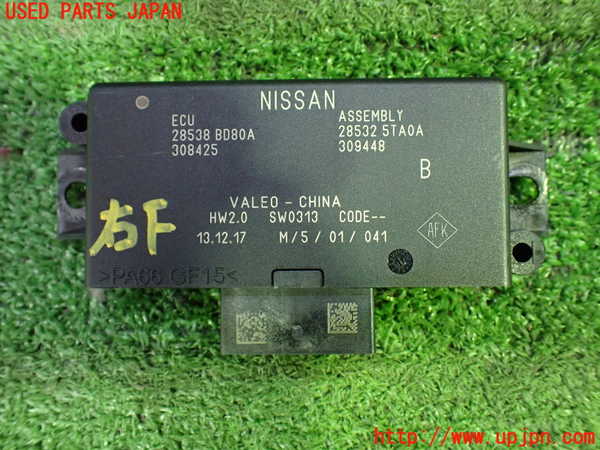 USED PARTS JAPAN
NISSAN
ECU
28538 BD80A
308425
ASSEMBLY
28532 5TA0A
309448
B
VALEO - CHINA
HW2.0 SW0313 CODE--
13.12.17 M/5/01/041
AFK
右F
>PA66 GF15<
http://www.upjpn.com